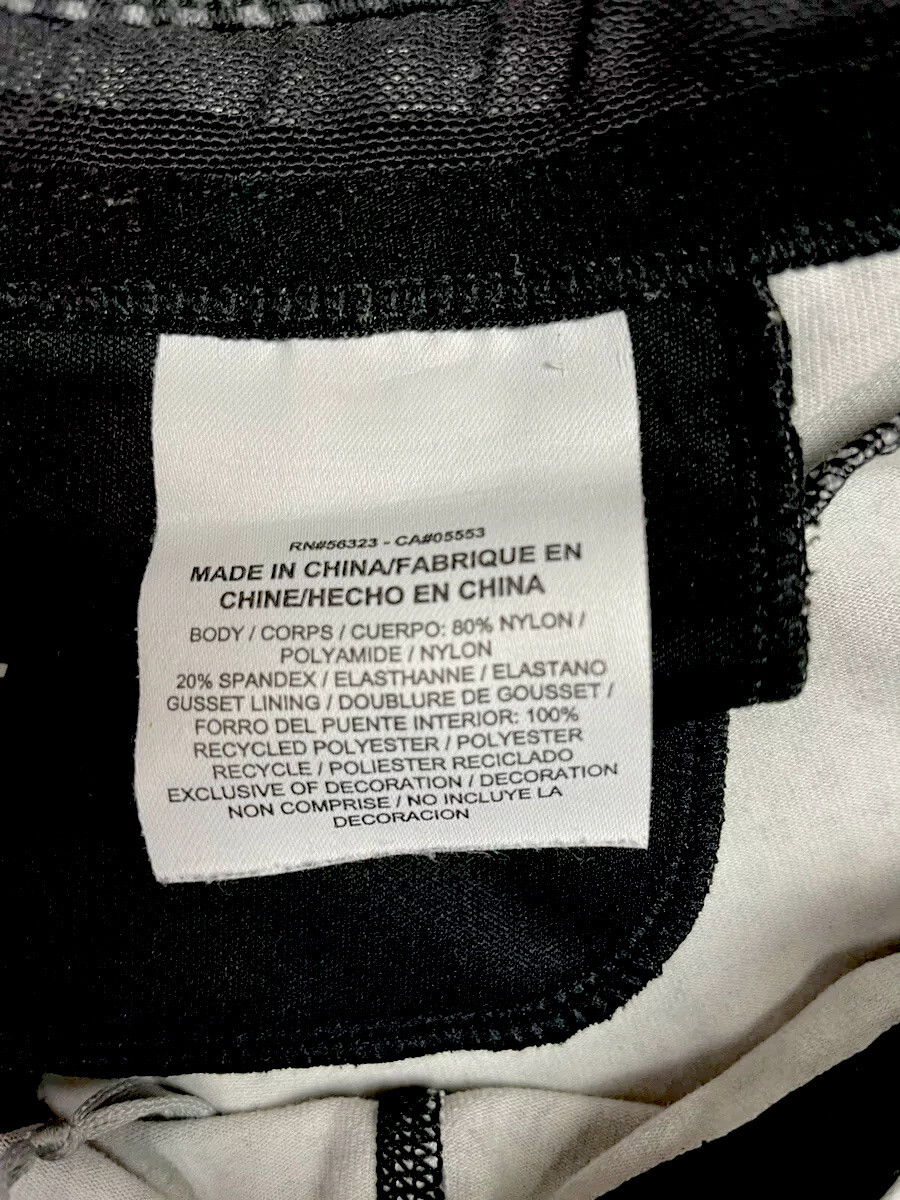 RN#56323 - CA#05553
MADE IN CHINA/FABRIQUE EN
CHINE/HECHO EN CHINA
BODY / CORPS / CUERPO: 80% NYLON /
POLYAMIDE / NYLON
20% SPANDEX / ELASTHANNE / ELASTANO
GUSSET LINING / DOUBLURE DE GOUSSET /
FORRO DEL PUENTE INTERIOR: 100%
RECYCLED POLYESTER / POLYESTER
RECYCLE / POLIESTER RECICLADO
EXCLUSIVE OF DECORATION / DECORATION
NON COMPRISE / NO INCLUYE LA
DECORACION